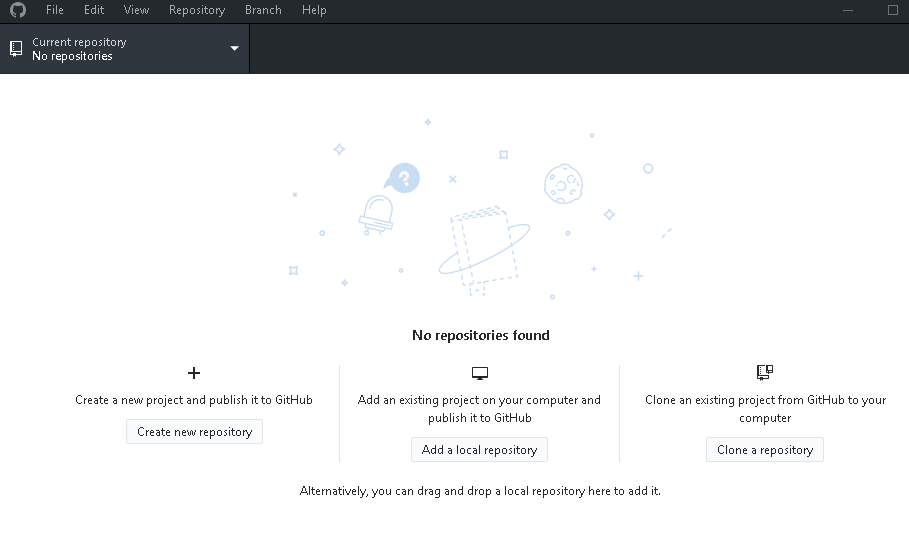 File Edit View Repository Branch Help
Current repository
No repositories
?
No repositories found
Create a new project and publish it to GitHub
Create new repository
Add an existing project on your computer and
publish it to GitHub
Add a local repository
Clone an existing project from GitHub to your
computer
Clone a repository
Alternatively, you can drag and drop a local repository here to add it.